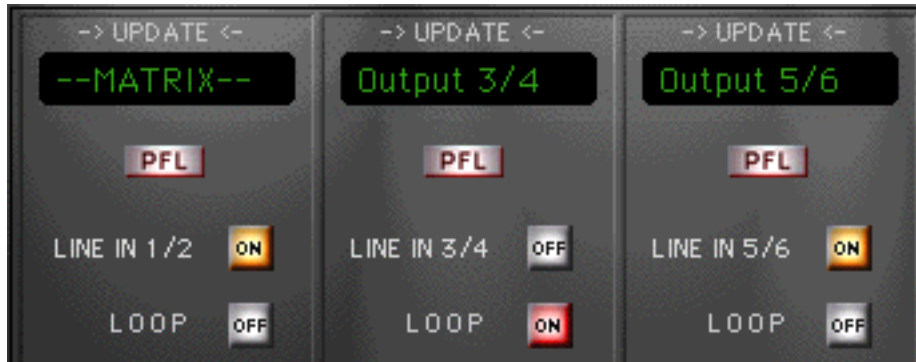 -> UPDATE <-
--MATRIX--
PFL
LINE IN 1/2 ON
LOOP OFF
-> UPDATE <-
Output 3/4
PFL
LINE IN 3/4 OFF
LOOP ON
-> UPDATE <-
Output 5/6
PFL
LINE IN 5/6 ON
LOOP OFF